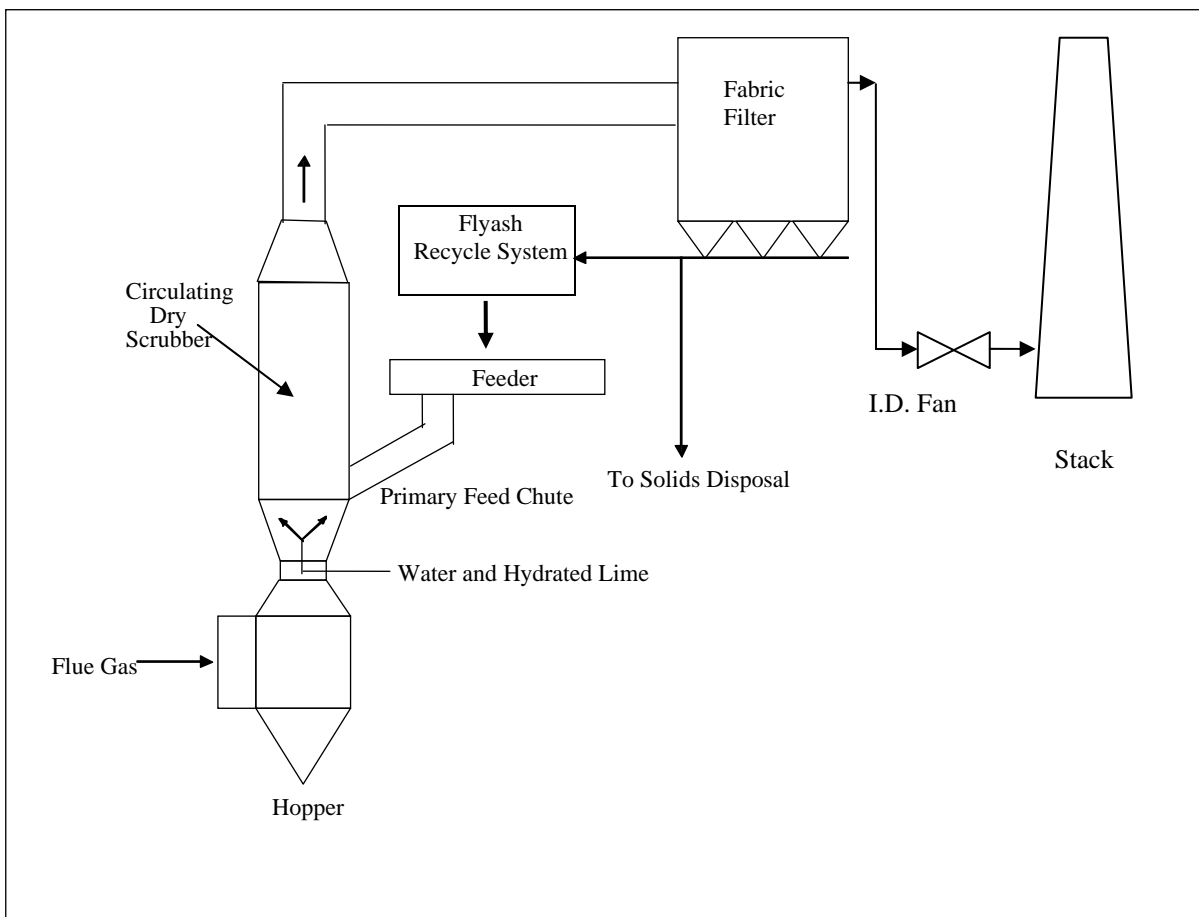 Fabric
Filter
Flyash
Recycle System
Circulating
Dry
Scrubber
Feeder
I.D. Fan
Stack
To Solids Disposal
Primary Feed Chute
Water and Hydrated Lime
Flue Gas
Hopper